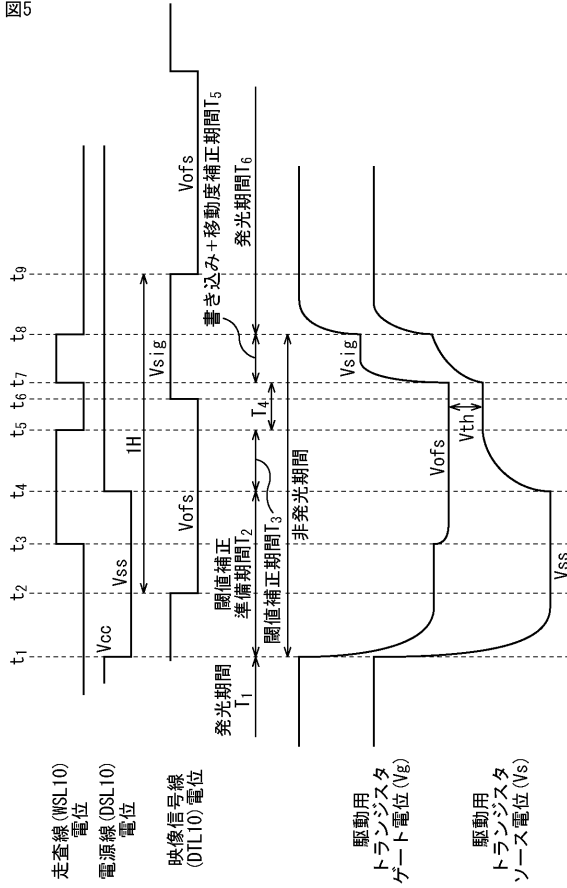 図5
t1
t2
t3
t4
t5
t6
t7
t8
t9
走査線(WSL10)
電位
電源線(DSL10)
電位
Vcc
Vss
1H
映像信号線
(DTL10)電位
Vofs
Vsig
Vofs
発光期間
T1
閾値補正
準備期間T2
閾値補正期間T3
T4
書き込み+移動度補正期間T5
発光期間T6
非発光期間
駆動用
トランジスタ
ゲート電位(Vg)
Vofs
Vsig
Vth
駆動用
トランジスタ
ソース電位(Vs)
Vss